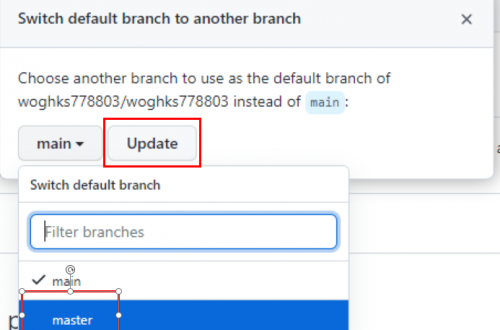 Switch default branch to another branch
Choose another branch to use as the default branch of
woghks778803/woghks778803 instead of main:
main Update
Switch default branch
Filter branches
main
master